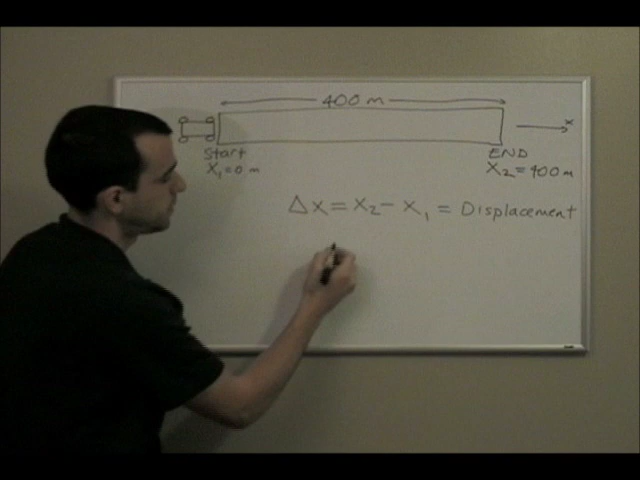 400 m
x
Start
X₁=0 m
END
X₂=400 m
Δx=x₂-x₁= Displacement